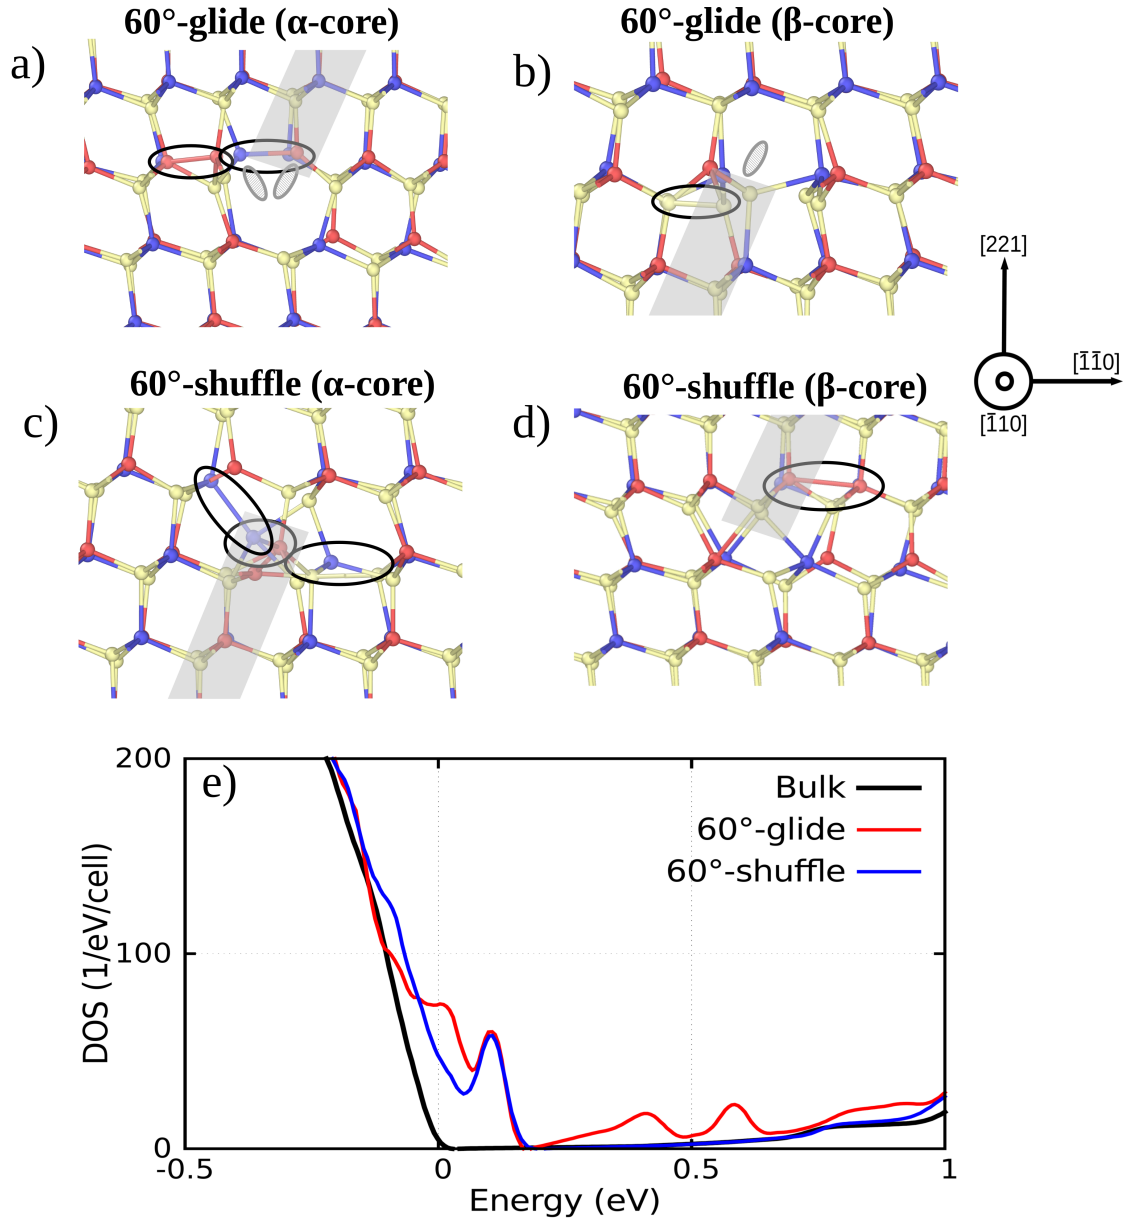 60°-glide (α-core)
60°-glide (β-core)
a)
b)
[221]
[1̄1̄0]
[1̄10]
60°-shuffle (α-core)
60°-shuffle (β-core)
c)
d)
e)
200
100
0
DOS (1/eV/cell)
Bulk
60°-glide
60°-shuffle
-0.5
0
0.5
1
Energy (eV)